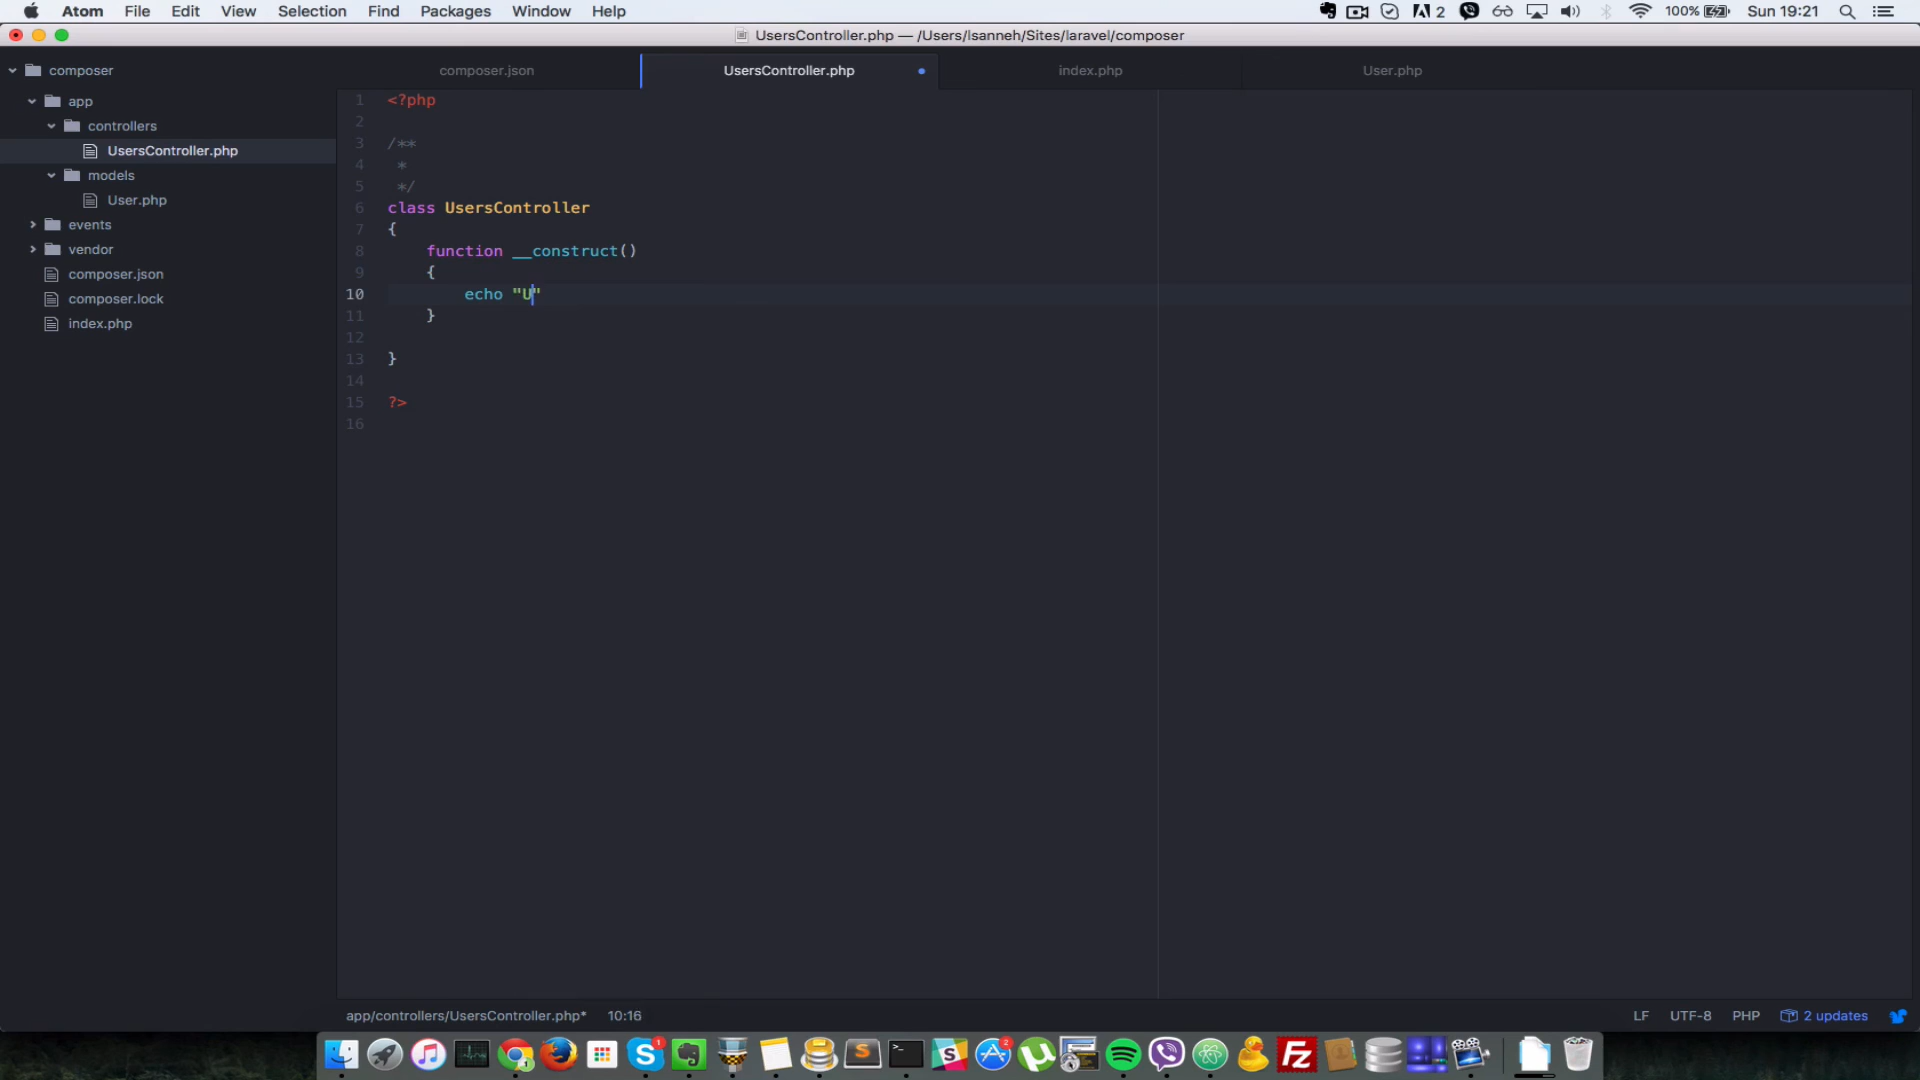 Atom File Edit View Selection Find Packages Window Help 2 100% Sun 19:21
UsersController.php — /Users/lsanneh/Sites/laravel/composer
composer
app
controllers
UsersController.php
models
User.php
events
vendor
composer.json
composer.lock
index.php
composer.json UsersController.php index.php User.php
1 <?php
2
3 /**
4 *
5 */
6 class UsersController
7 {
8 function __construct()
9 {
10 echo "U"
11 }
12
13 }
14
15 ?>
16
app/controllers/UsersController.php* 10:16 LF UTF-8 PHP 2 updates
1 2